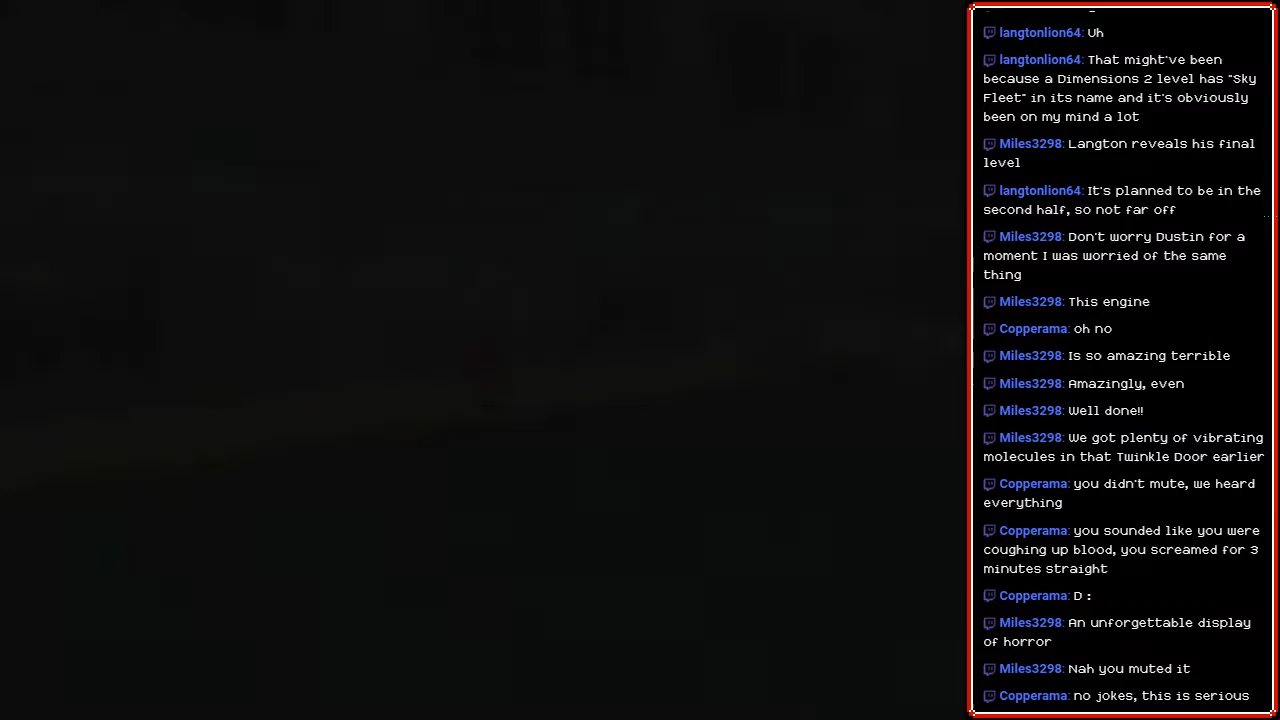 langtonlion64: Uh
langtonlion64: That might've been
because a Dimensions 2 level has "Sky
Fleet" in its name and it's obviously
been on my mind a lot
Miles3298: Langton reveals his final
level
langtonlion64: It's planned to be in the
second half, so not far off
Miles3298: Don't worry Dustin for a
moment I was worried of the same
thing
Miles3298: This engine
Copperama: oh no
Miles3298: Is so amazing terrible
Miles3298: Amazingly, even
Miles3298: Well done!!
Miles3298: We got plenty of vibrating
molecules in that Twinkle Door earlier
Copperama: you didn't mute, we heard
everything
Copperama: you sounded like you were
coughing up blood, you screamed for 3
minutes straight
Copperama: D :
Miles3298: An unforgettable display
of horror
Miles3298: Nah you muted it
Copperama: no jokes, this is serious